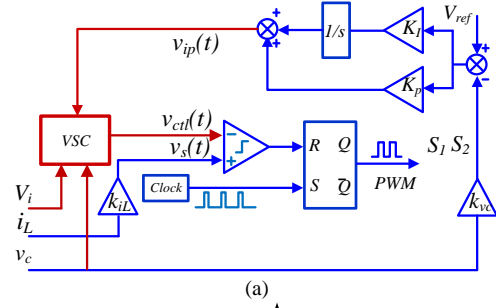 V_ref
K_I
1/s
v_ip(t)
+
+
+
−
K_p
v_ctl(t)
VSC
−
v_s(t)
+
R Q
S_1 S_2
V_i
k_iL
Clock
S Q̅
PWM
k_vc
i_L
v_c
(a)